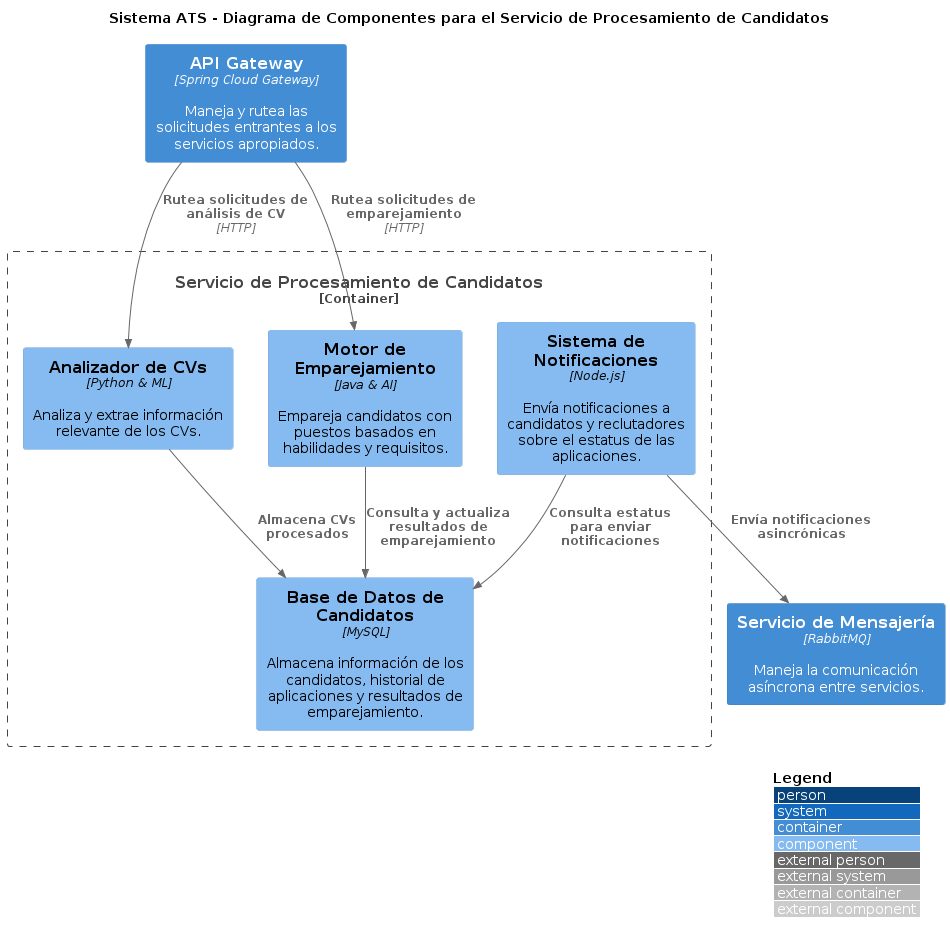 Sistema ATS - Diagrama de Componentes para el Servicio de Procesamiento de Candidatos
API Gateway
[Spring Cloud Gateway]
Maneja y rutea las
solicitudes entrantes a los
servicios apropiados.
Rutea solicitudes de
análisis de CV
[HTTP]
Rutea solicitudes de
emparejamiento
[HTTP]
Servicio de Procesamiento de Candidatos
[Container]
Analizador de CVs
[Python & ML]
Analiza y extrae información
relevante de los CVs.
Motor de
Emparejamiento
[Java & AI]
Empareja candidatos con
puestos basados en
habilidades y requisitos.
Sistema de
Notificaciones
[Node.js]
Envía notificaciones a
candidatos y reclutadores
sobre el estatus de las
aplicaciones.
Almacena CVs
procesados
Consulta y actualiza
resultados de
emparejamiento
Consulta estatus
para enviar
notificaciones
Envía notificaciones
asincrónicas
Base de Datos de
Candidatos
[MySQL]
Almacena información de los
candidatos, historial de
aplicaciones y resultados de
emparejamiento.
Servicio de Mensajería
[RabbitMQ]
Maneja la comunicación
asíncrona entre servicios.
Legend
person
system
container
component
external person
external system
external container
external component